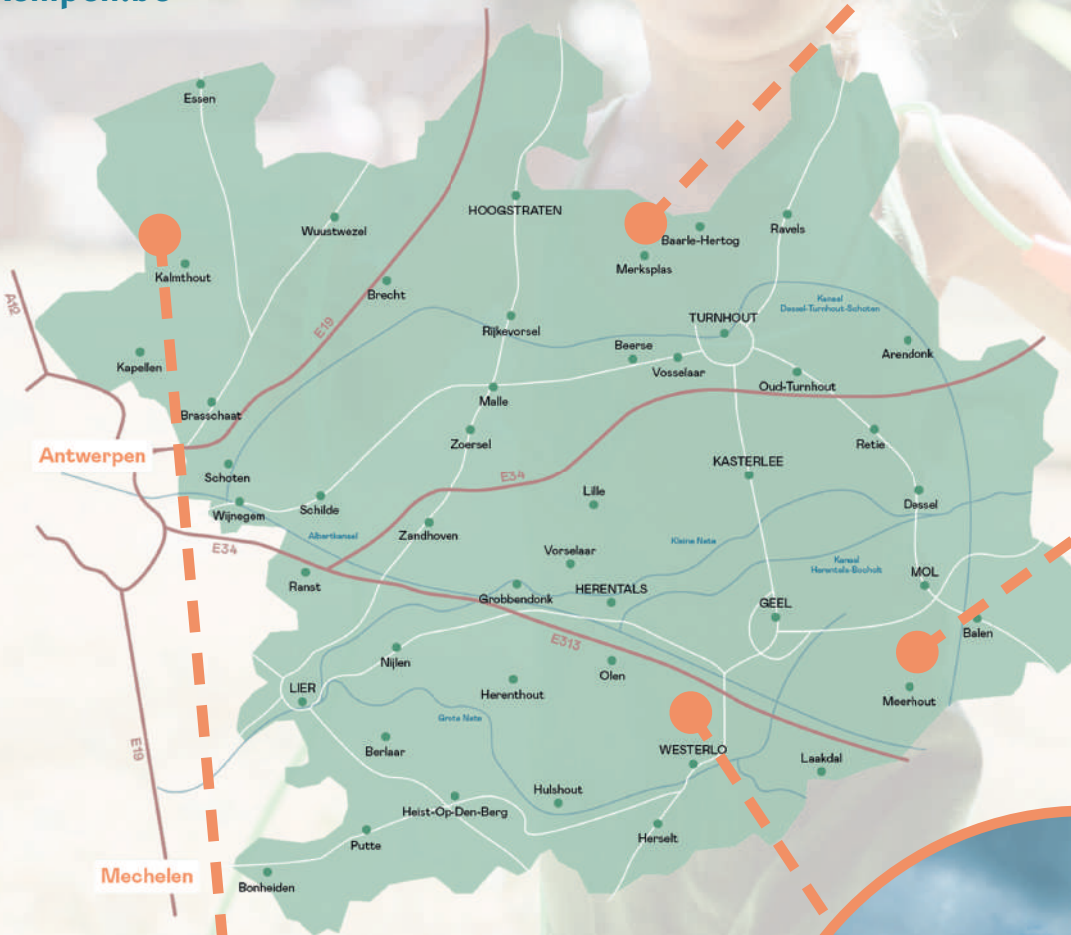 Essen
HOOGSTRATEN
Wuustwezel
Ravels
Baarle-Hertog
Merksplas
Kalmthout
Brecht
A12
E19
Kanaal
Dessel-Turnhout-Schoten
TURNHOUT
Rijkevorsel
Beerse
Arendonk
Kapellen
Vosselaar
Oud-Turnhout
Malle
Brasschaat
Zoersel
Retie
Antwerpen
KASTERLEE
Schoten
E34
Lille
Dessel
Wijnegem
Schilde
Albertkanaal
Zandhoven
Kleine Nete
E34
Vorselaar
Kanaal
Herentals-Bocholt
MOL
Ranst
HERENTALS
Grobbendonk
GEEL
E313
Balen
Nijlen
Olen
LIER
Herenthout
Meerhout
Grote Nete
E19
Berlaar
WESTERLO
Laakdal
Hulshout
Heist-Op-Den-Berg
Herselt
Putte
Mechelen
Bonheiden